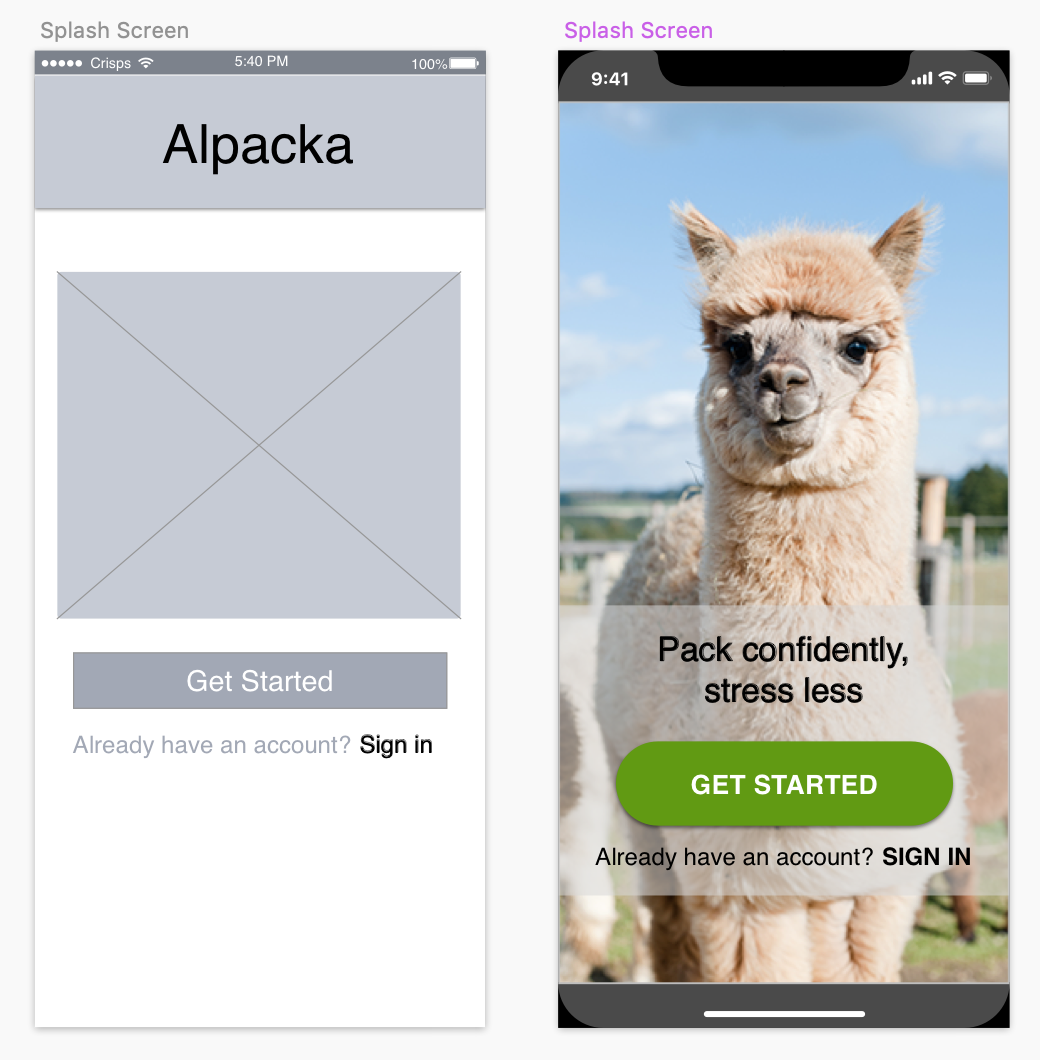 Splash Screen
Crisps 5:40 PM 100%
Alpacka
Get Started
Already have an account? Sign in
Splash Screen
9:41
Pack confidently,
stress less
GET STARTED
Already have an account? SIGN IN